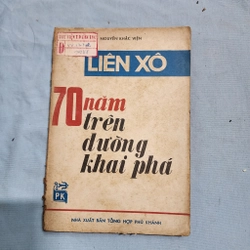 NGUYỄN KHẮC VIỆN
LIÊN XÔ
70 năm
trên
đường
khai phá
PK
NHÀ XUẤT BẢN TỔNG HỢP PHÚ KHÁNH